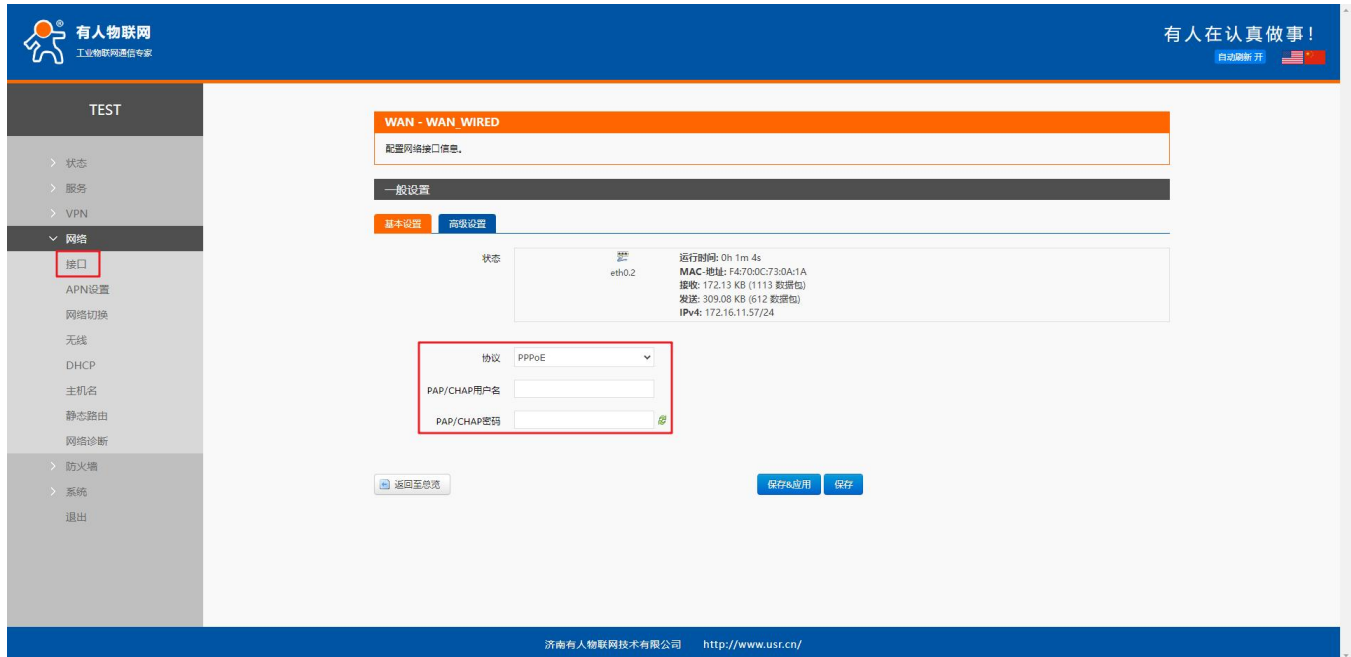 有人物联网
®
工业物联网通信专家
有人在认真做事！
自动刷新 开
TEST
状态
服务
VPN
网络
接口
APN设置
网络切换
无线
DHCP
主机名
静态路由
网络诊断
防火墙
系统
退出
WAN - WAN_WIRED
配置网络接口信息。
一般设置
基本设置 高级设置
状态
eth0.2
运行时间: 0h 1m 4s
MAC-地址: F4:70:0C:73:0A:1A
接收: 172.13 KB (1113 数据包)
发送: 309.08 KB (612 数据包)
IPv4: 172.16.11.57/24
协议 PPPoE
PAP/CHAP用户名
PAP/CHAP密码
返回至总览 保存&应用 保存
济南有人物联网技术有限公司 http://www.usr.cn/